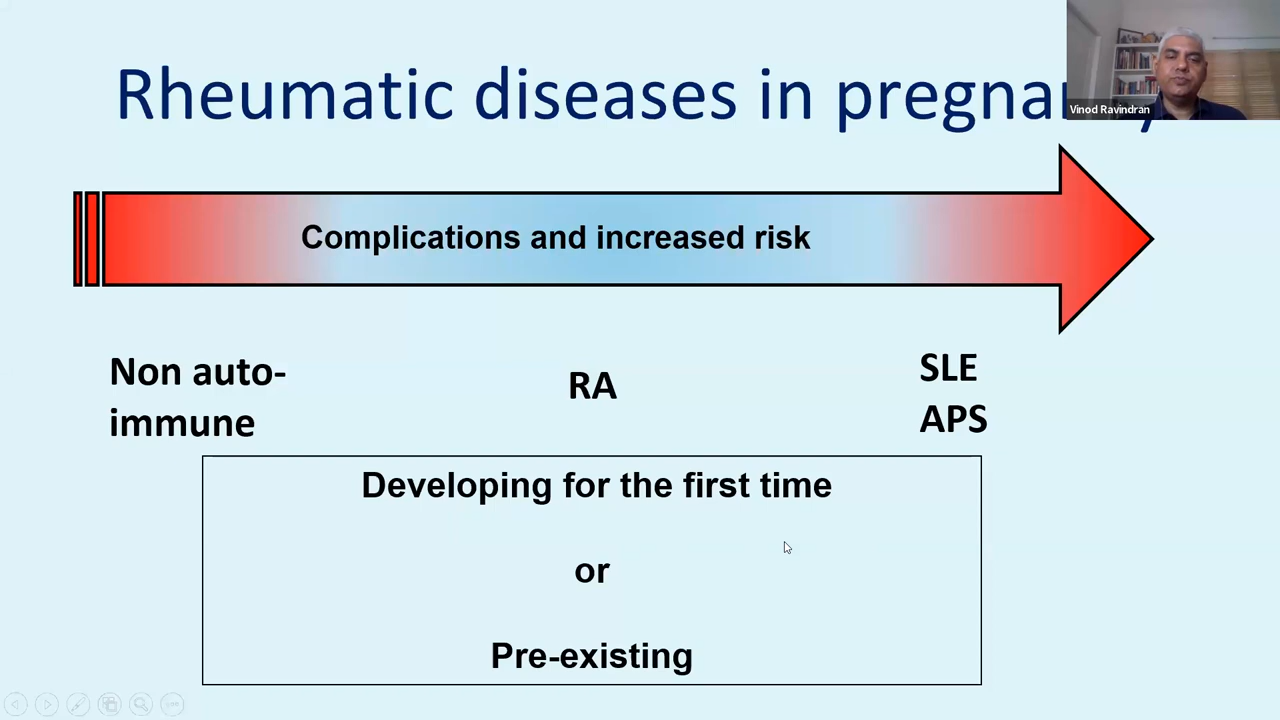 Rheumatic diseases in
Vinod Ravindran
Complications and increased risk
Non auto-
immune
RA
SLE
APS
Developing for the first time
or
Pre-existing